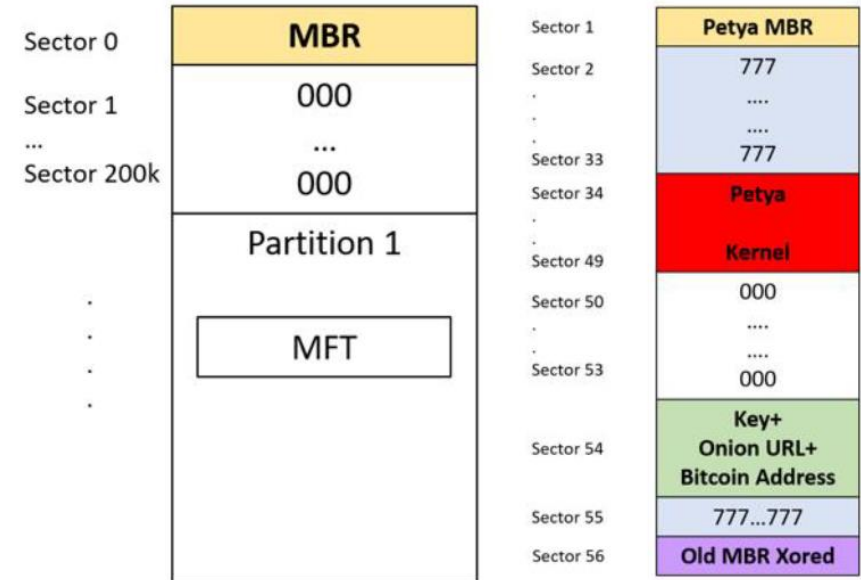 Sector 0
MBR
Sector 1
000
...
...
Sector 200k
000
Partition 1
.
.
.
.
MFT
Sector 1
Petya MBR
Sector 2
777
.
....
.
....
.
Sector 33
777
Sector 34
Petya
.
.
Sector 49
Kernel
Sector 50
000
.
....
.
....
Sector 53
000
Sector 54
Key+
Onion URL+
Bitcoin Address
Sector 55
777...777
Sector 56
Old MBR Xored